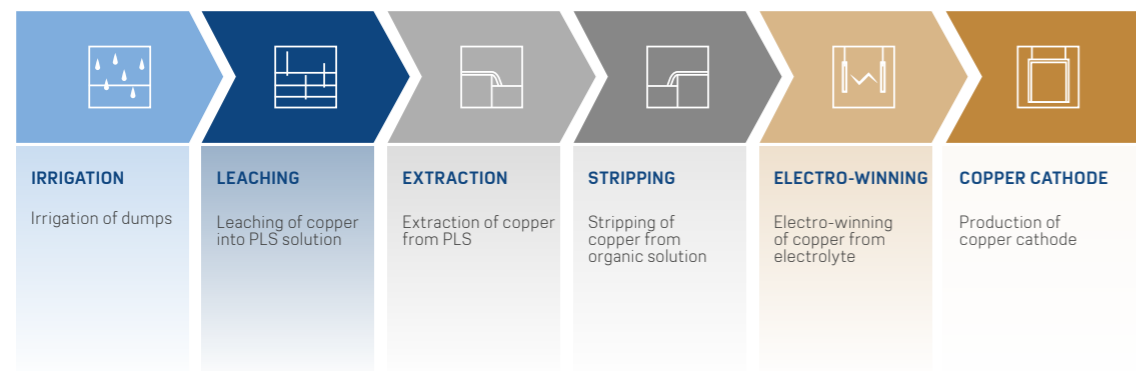 IRRIGATION
Irrigation of dumps
LEACHING
Leaching of copper
into PLS solution
EXTRACTION
Extraction of copper
from PLS
STRIPPING
Stripping of
copper from
organic solution
ELECTRO-WINNING
Electro-winning
of copper from
electrolyte
COPPER CATHODE
Production of
copper cathode